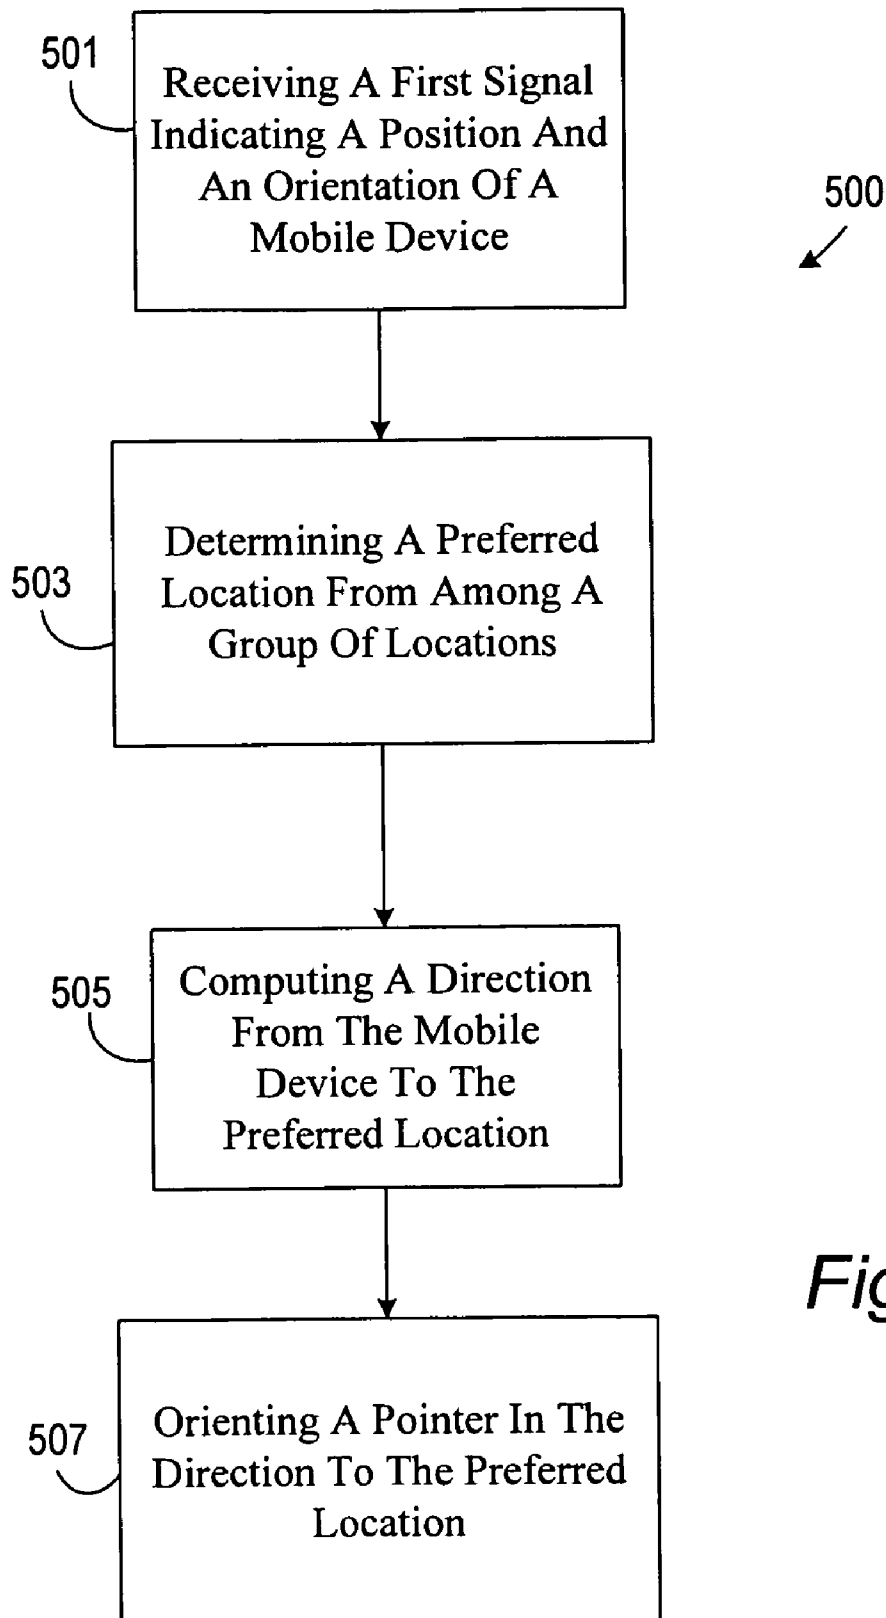 501
Receiving A First Signal
Indicating A Position And
An Orientation Of A
Mobile Device
500
503
Determining A Preferred
Location From Among A
Group Of Locations
505
Computing A Direction
From The Mobile
Device To The
Preferred Location
Fig
507
Orienting A Pointer In The
Direction To The Preferred
Location